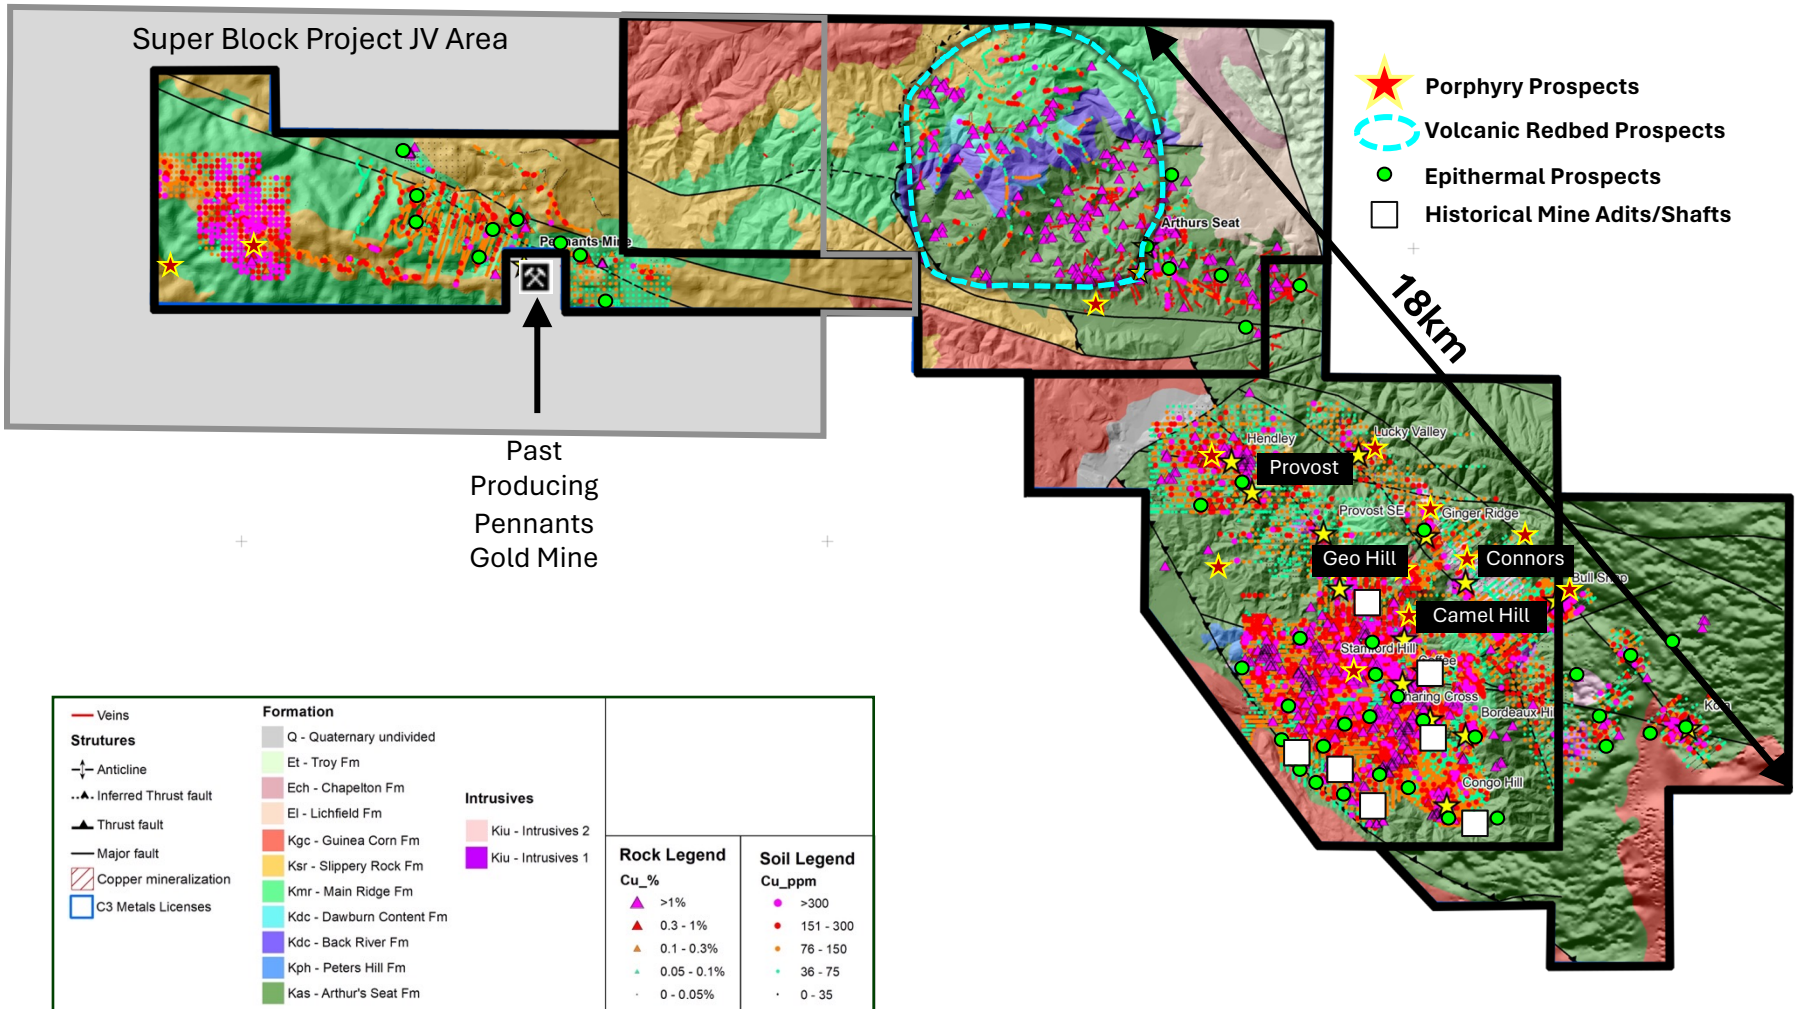 Super Block Project JV Area
Porphyry Prospects
Volcanic Redbed Prospects
Epithermal Prospects
Historical Mine Adits/Shafts
Arthurs Seat
Pennants Mine
18km
Past
Producing
Pennants
Gold Mine
Hendley
Lucky Valley
Provost
Provost SE
Ginger Ridge
Geo Hill
Connors
Camel Hill
Stamford Hill
Bordeaux Hi
Congo Hill
Veins
Strutures
Anticline
Inferred Thrust fault
Thrust fault
Major fault
Copper mineralization
C3 Metals Licenses
Formation
Q - Quaternary undivided
Et - Troy Fm
Ech - Chapelton Fm
El - Lichfield Fm
Kgc - Guinea Corn Fm
Ksr - Slippery Rock Fm
Kmr - Main Ridge Fm
Kdc - Dawburn Content Fm
Kdc - Back River Fm
Kph - Peters Hill Fm
Kas - Arthur's Seat Fm
Intrusives
Kiu - Intrusives 2
Kiu - Intrusives 1
Rock Legend
Cu_%
>1%
0.3 - 1%
0.1 - 0.3%
0.05 - 0.1%
0 - 0.05%
Soil Legend
Cu_ppm
>300
151 - 300
76 - 150
36 - 75
0 - 35